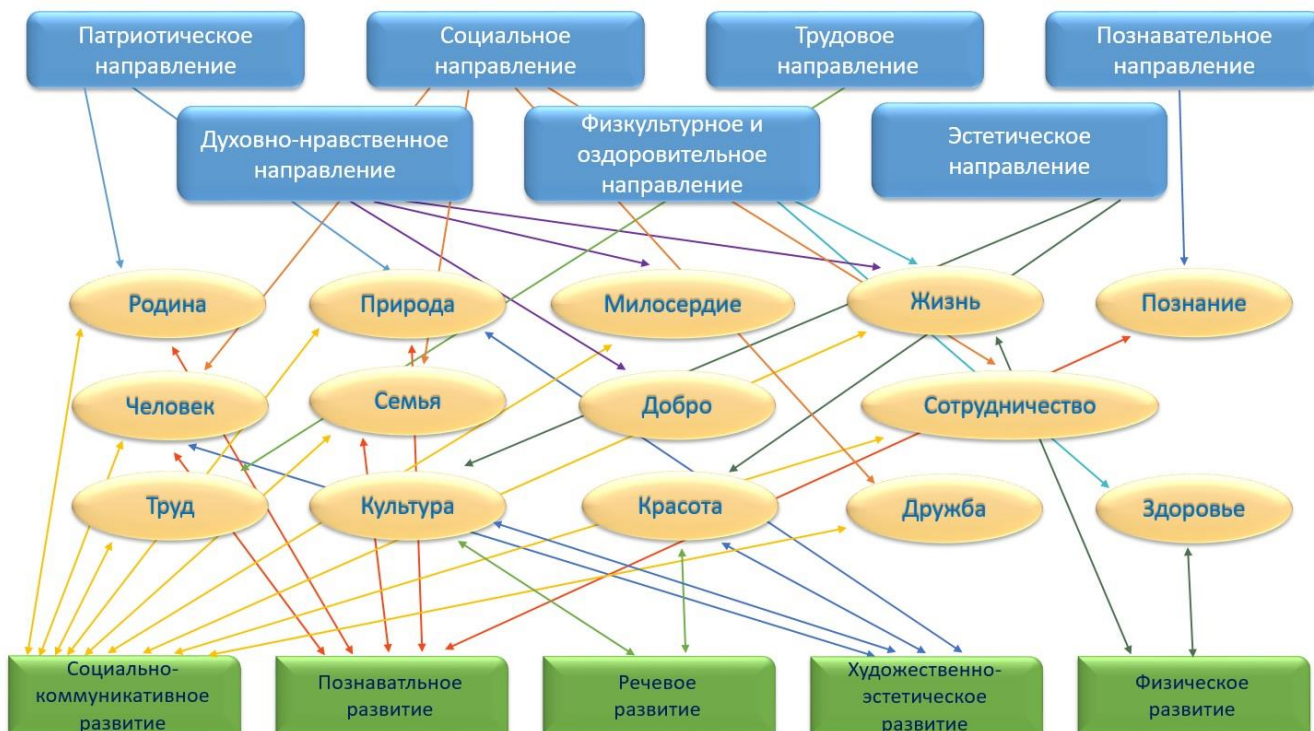 Патриотическое
направление
Социальное
направление
Трудовое
направление
Познавательное
направление
Духовно-нравственное
направление
Физкультурное и
оздоровительное
направление
Эстетическое
направление
Родина
Природа
Милосердие
Жизнь
Познание
Человек
Семья
Добро
Сотрудничество
Труд
Культура
Красота
Дружба
Здоровье
Социально-
коммуникативное
развитие
Познаватльное
развитие
Речевое
развитие
Художественно-
эстетическое
развитие
Физическое
развитие